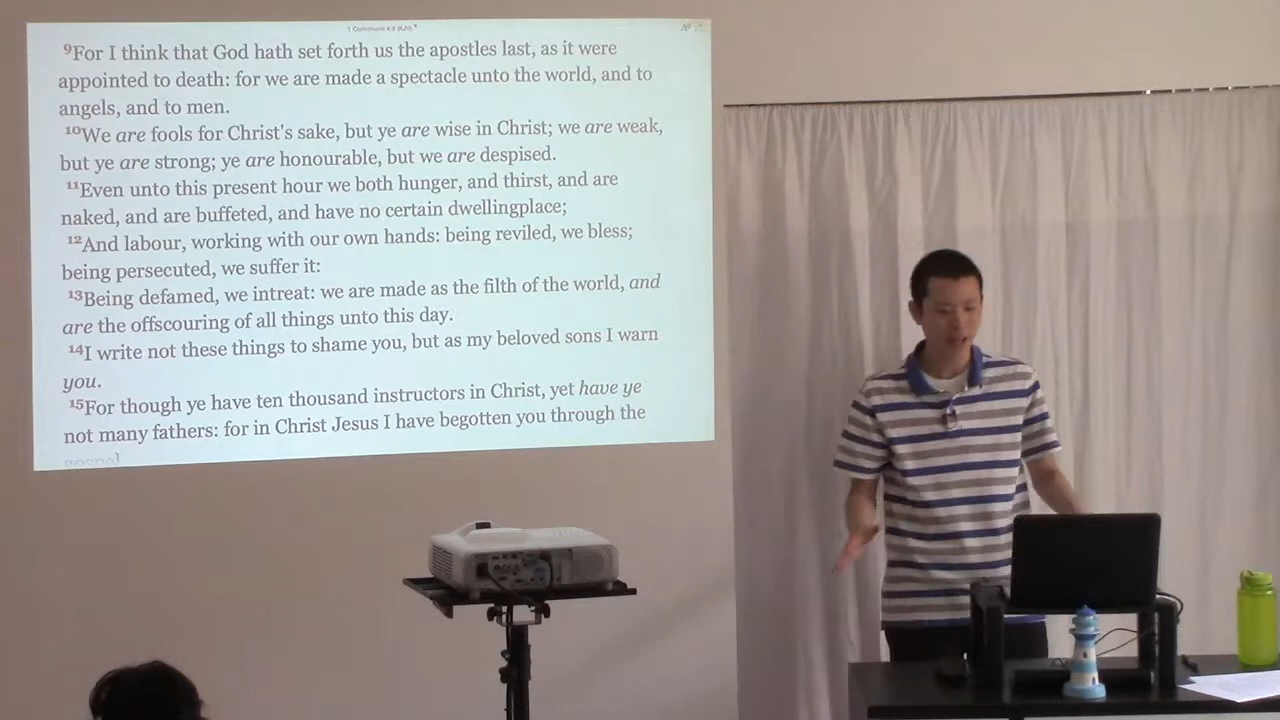 1 Corinthians 4:9 (KJV)
9For I think that God hath set forth us the apostles last, as it were
appointed to death: for we are made a spectacle unto the world, and to
angels, and to men.
10We are fools for Christ's sake, but ye are wise in Christ; we are weak,
but ye are strong; ye are honourable, but we are despised.
11Even unto this present hour we both hunger, and thirst, and are
naked, and are buffeted, and have no certain dwellingplace;
12And labour, working with our own hands: being reviled, we bless;
being persecuted, we suffer it:
13Being defamed, we intreat: we are made as the filth of the world, and
are the offscouring of all things unto this day.
14I write not these things to shame you, but as my beloved sons I warn
you.
15For though ye have ten thousand instructors in Christ, yet have ye
not many fathers: for in Christ Jesus I have begotten you through the